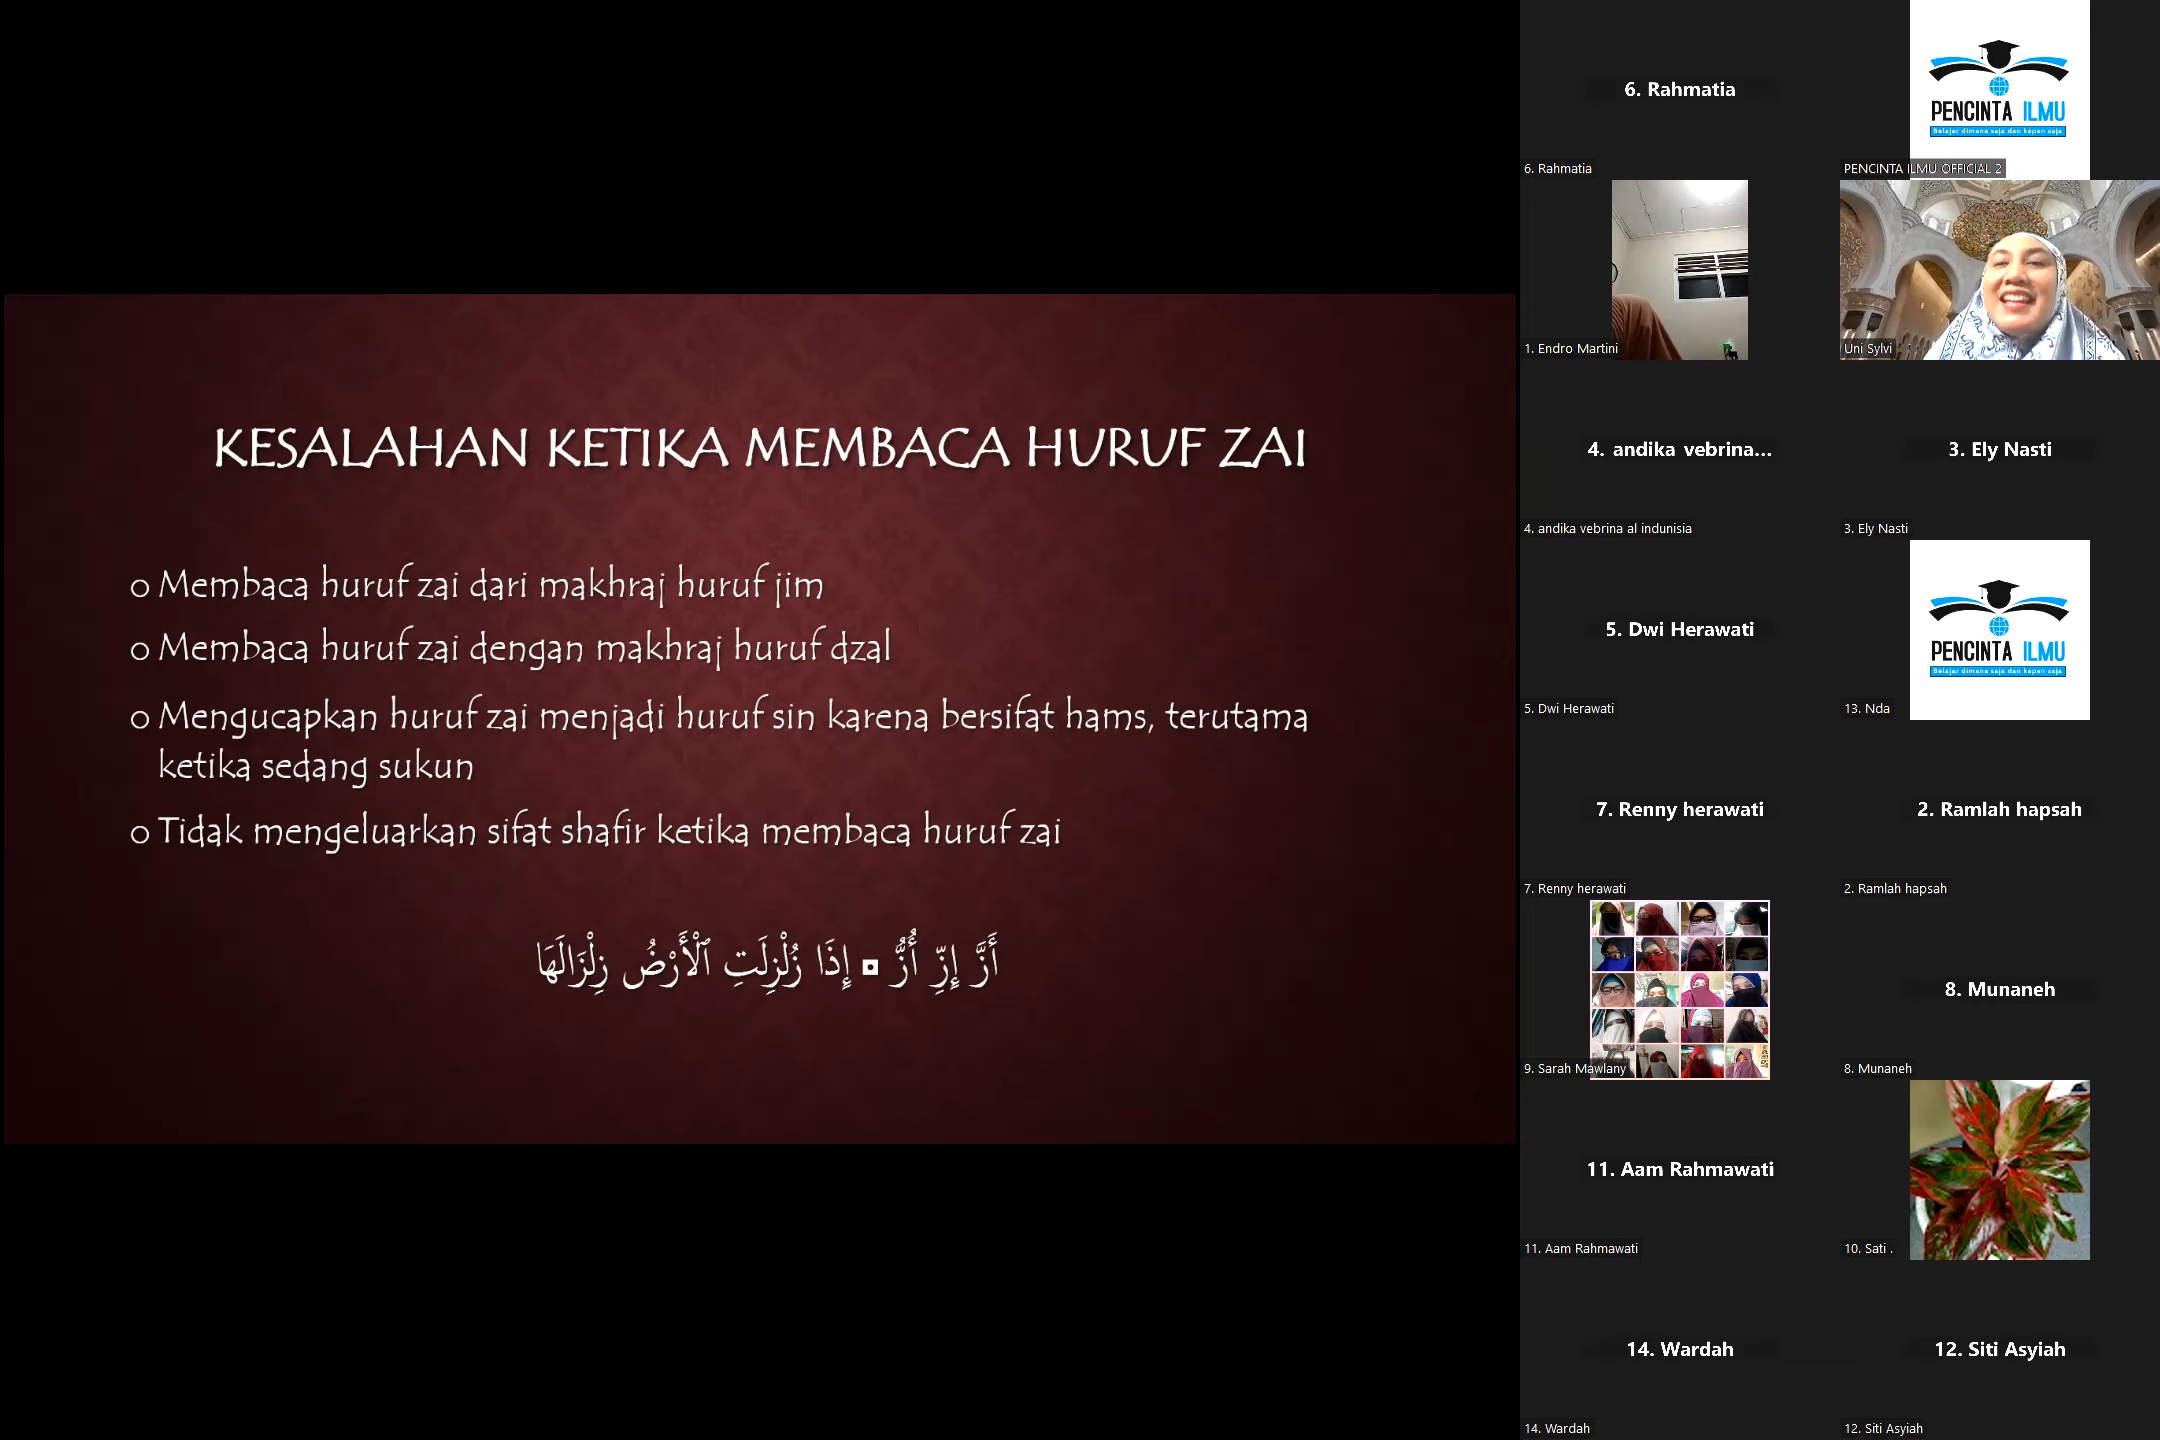 KESALAHAN KETIKA MEMBACA HURUF ZAI
o Membaca huruf zai dari makhraj huruf jim
o Membaca huruf zai dengan makhraj huruf dzal
o Mengucapkan huruf zai menjadi huruf sin karena bersifat hams, terutama
ketika sedang sukun
o Tidak mengeluarkan sifat shafir ketika membaca huruf zai
أَزَّ إِزِّ أُزُّ ◘ إِذَا زُلْزِلَتِ ٱلْأَرْضُ زِلْزَالَهَا
6. Rahmatia
6. Rahmatia
PENCINTA ILMU
Belajar dimana saja dan kapan saja
PENCINTA ILMU OFFICIAL 2
1. Endro Martini
Uni Sylvi
4. andika vebrina...
4. andika vebrina al indunisia
3. Ely Nasti
3. Ely Nasti
5. Dwi Herawati
5. Dwi Herawati
PENCINTA ILMU
Belajar dimana saja dan kapan saja
13. Nda
7. Renny herawati
7. Renny herawati
2. Ramlah hapsah
2. Ramlah hapsah
9. Sarah Mawlany
8. Munaneh
8. Munaneh
11. Aam Rahmawati
11. Aam Rahmawati
10. Sati .
14. Wardah
14. Wardah
12. Siti Asyiah
12. Siti Asyiah